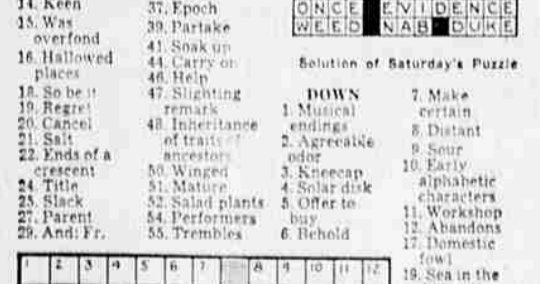 14. Keen
15. Was
overfond
16. Hallowed
places
18. So be it
19. Regret
20. Cancel
21. Salt
22. Ends of a
crescent
24. Title
25. Slack
27. Parent
29. And: Fr.
37. Epoch
39. Partake
41. Soak up
44. Carry on
46. Help
47. Slighting
remark
48. Inheritance
of traits of
ancestors
50. Winged
51. Mature
52. Salad plants
54. Performers
55. Trembles
ONCE EVIDENCE
WEED NAB DUKE
Solution of Saturday's Puzzle
DOWN
1. Musical
endings
2. Agreeable
odor
3. Kneecap
4. Solar disk
5. Offer to
buy
6. Behold
7. Make
certain
8. Distant
9. Sour
10. Early
alphabetic
characters
11. Workshop
12. Abandons
17. Domestic
fowl
19. Sea in the
1 2 3 4 5 6 7 8 9 10 11 12